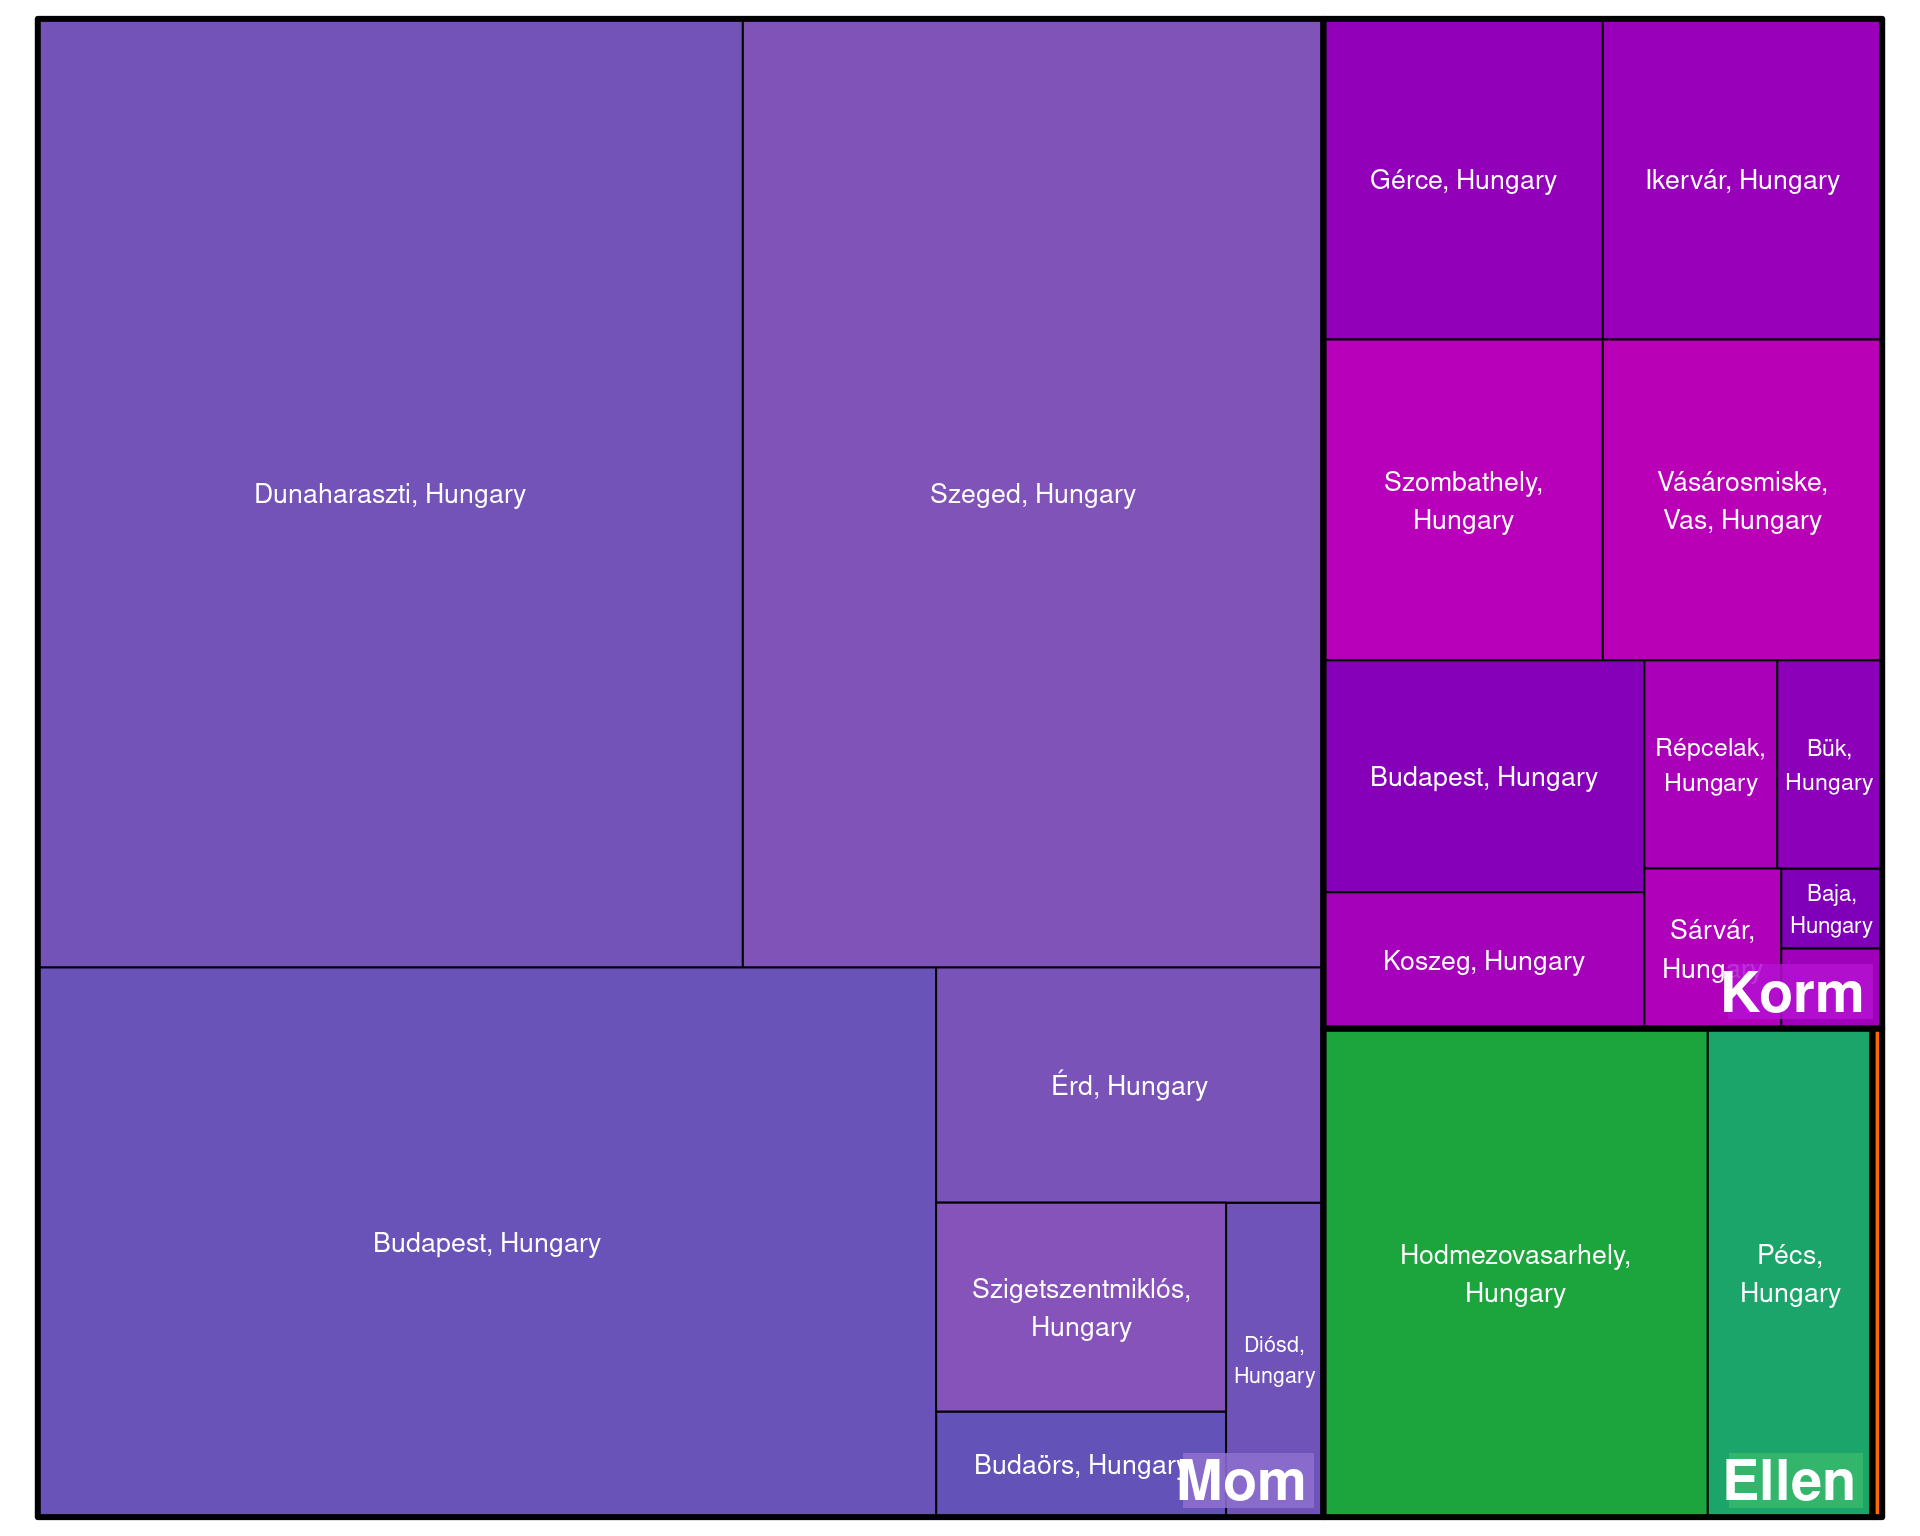 Dunaharaszti, Hungary
Szeged, Hungary
Budapest, Hungary
Érd, Hungary
Szigetszentmiklós,
Hungary
Diósd,
Hungary
Budaörs, Hungary
Mom
Gérce, Hungary
Ikervár, Hungary
Szombathely,
Hungary
Vásárosmiske,
Vas, Hungary
Budapest, Hungary
Répcelak,
Hungary
Bük,
Hungary
Koszeg, Hungary
Sárvár,
Hungary
Baja,
Hungary
Korm
Hodmezovasarhely,
Hungary
Pécs,
Hungary
Ellen